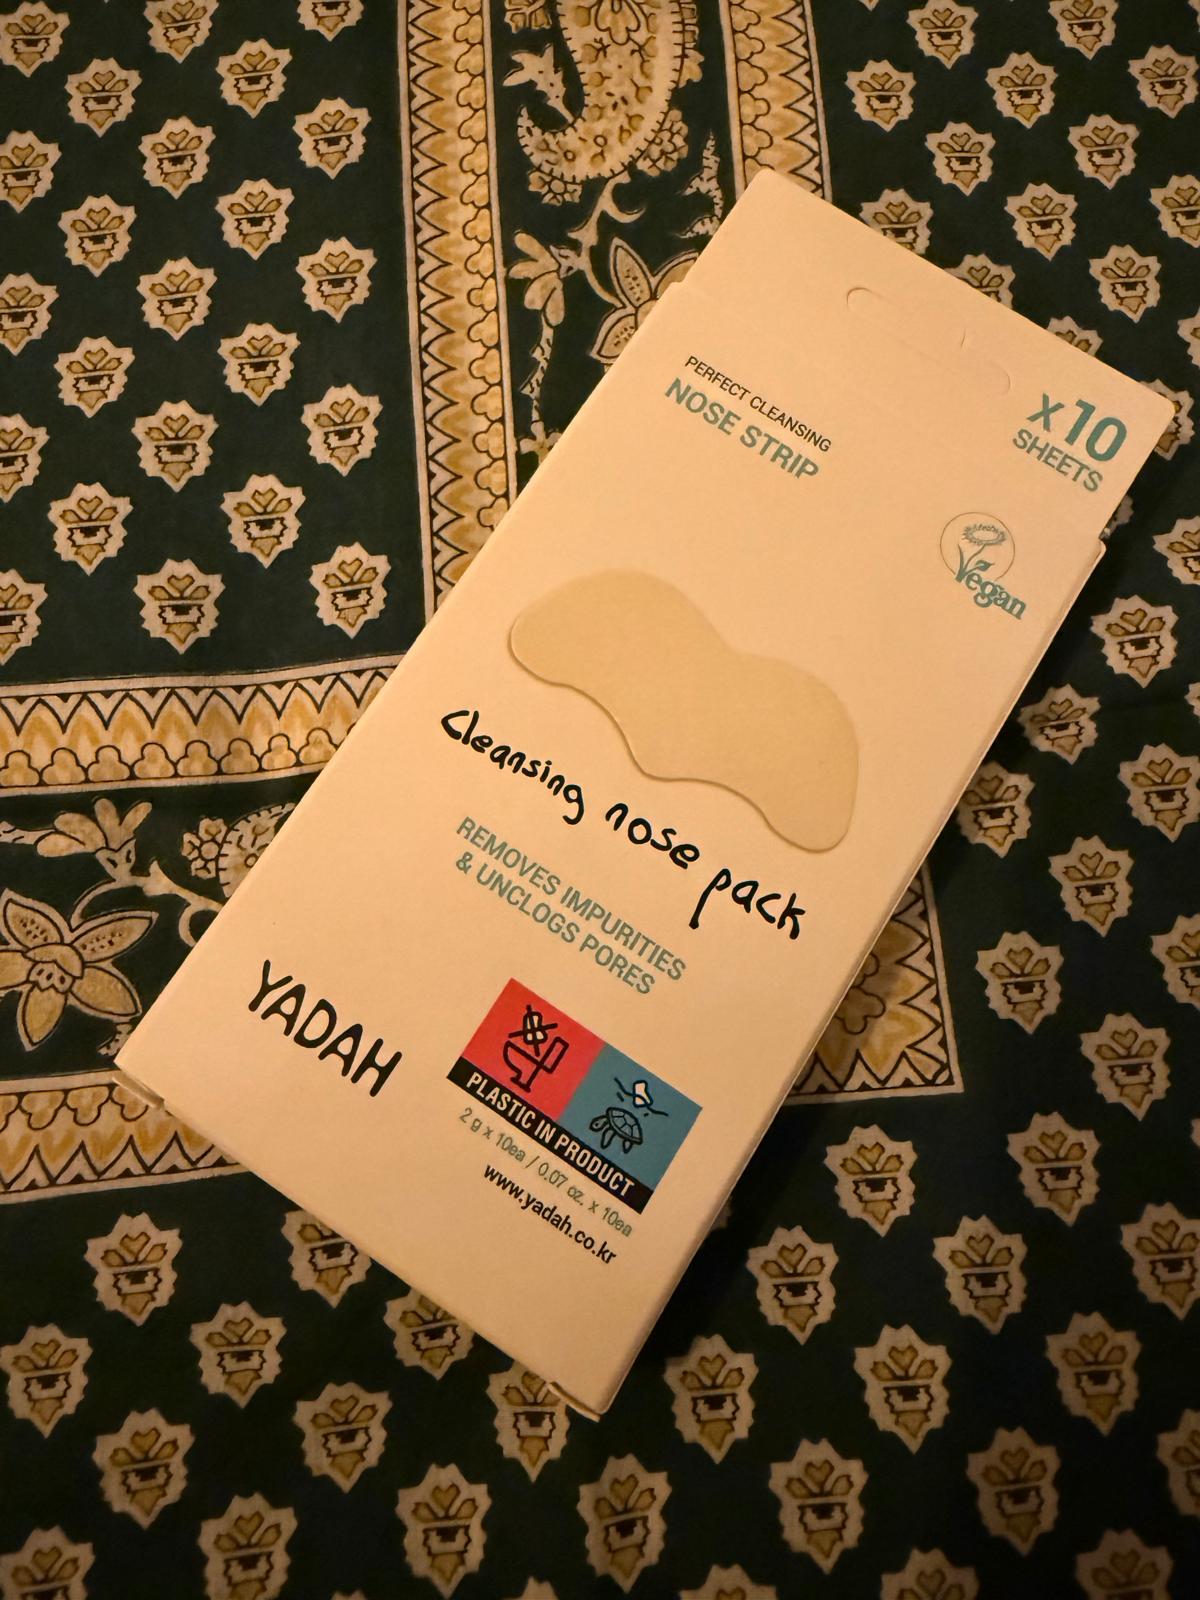 PERFECT CLEANSING
NOSE STRIP
x10
SHEETS
Vegan
Cleansing nose pack
REMOVES IMPURITIES
& UNCLOGS PORES
YADAH
PLASTIC IN PRODUCT
2 g x 10ea / 0.07 oz. x 10ea
www.yadah.co.kr